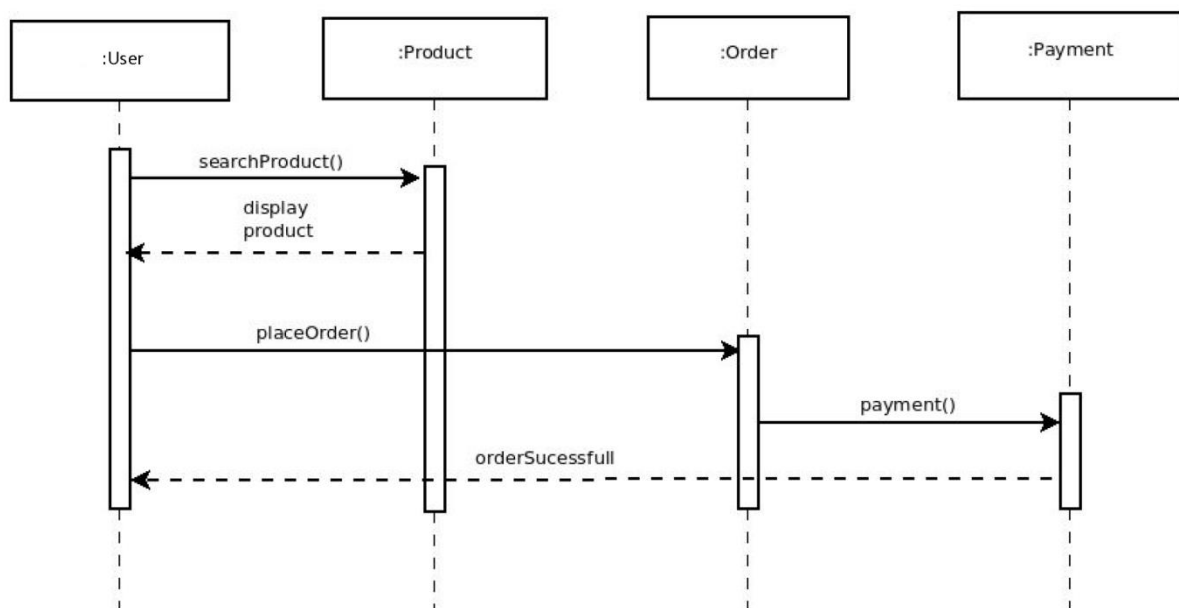 :User
:Product
:Order
:Payment
searchProduct()
display
product
placeOrder()
payment()
orderSucessfull